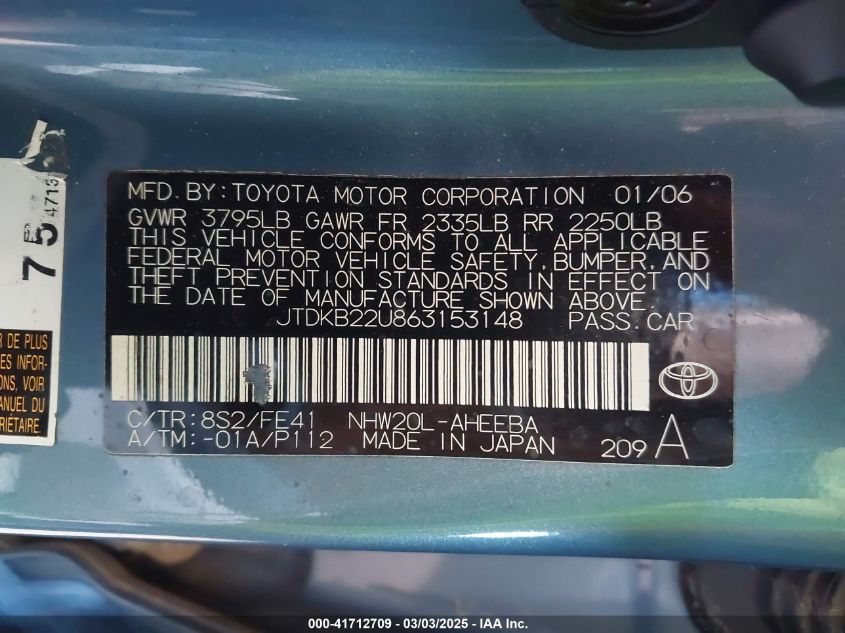 MFD. BY: TOYOTA MOTOR CORPORATION 01/06
GVWR 3795LB GAWR FR 2335LB RR 2250LB
THIS VEHICLE CONFORMS TO ALL APPLICABLE
FEDERAL MOTOR VEHICLE SAFETY, BUMPER, AND
THEFT PREVENTION STANDARDS IN EFFECT ON
THE DATE OF MANUFACTURE SHOWN ABOVE.
JTDKB22U863153148 PASS. CAR
C/TR: 8S2/FE41 NHW20L-AHEEBA
A/TM: -01A/P112 MADE IN JAPAN 209 A
75
4713
R DE PLUS
ES INFOR-
ONS, VOIR
ANUEL DU
RIÉTAIRE.
000-41712709 - 03/03/2025 - IAA Inc.